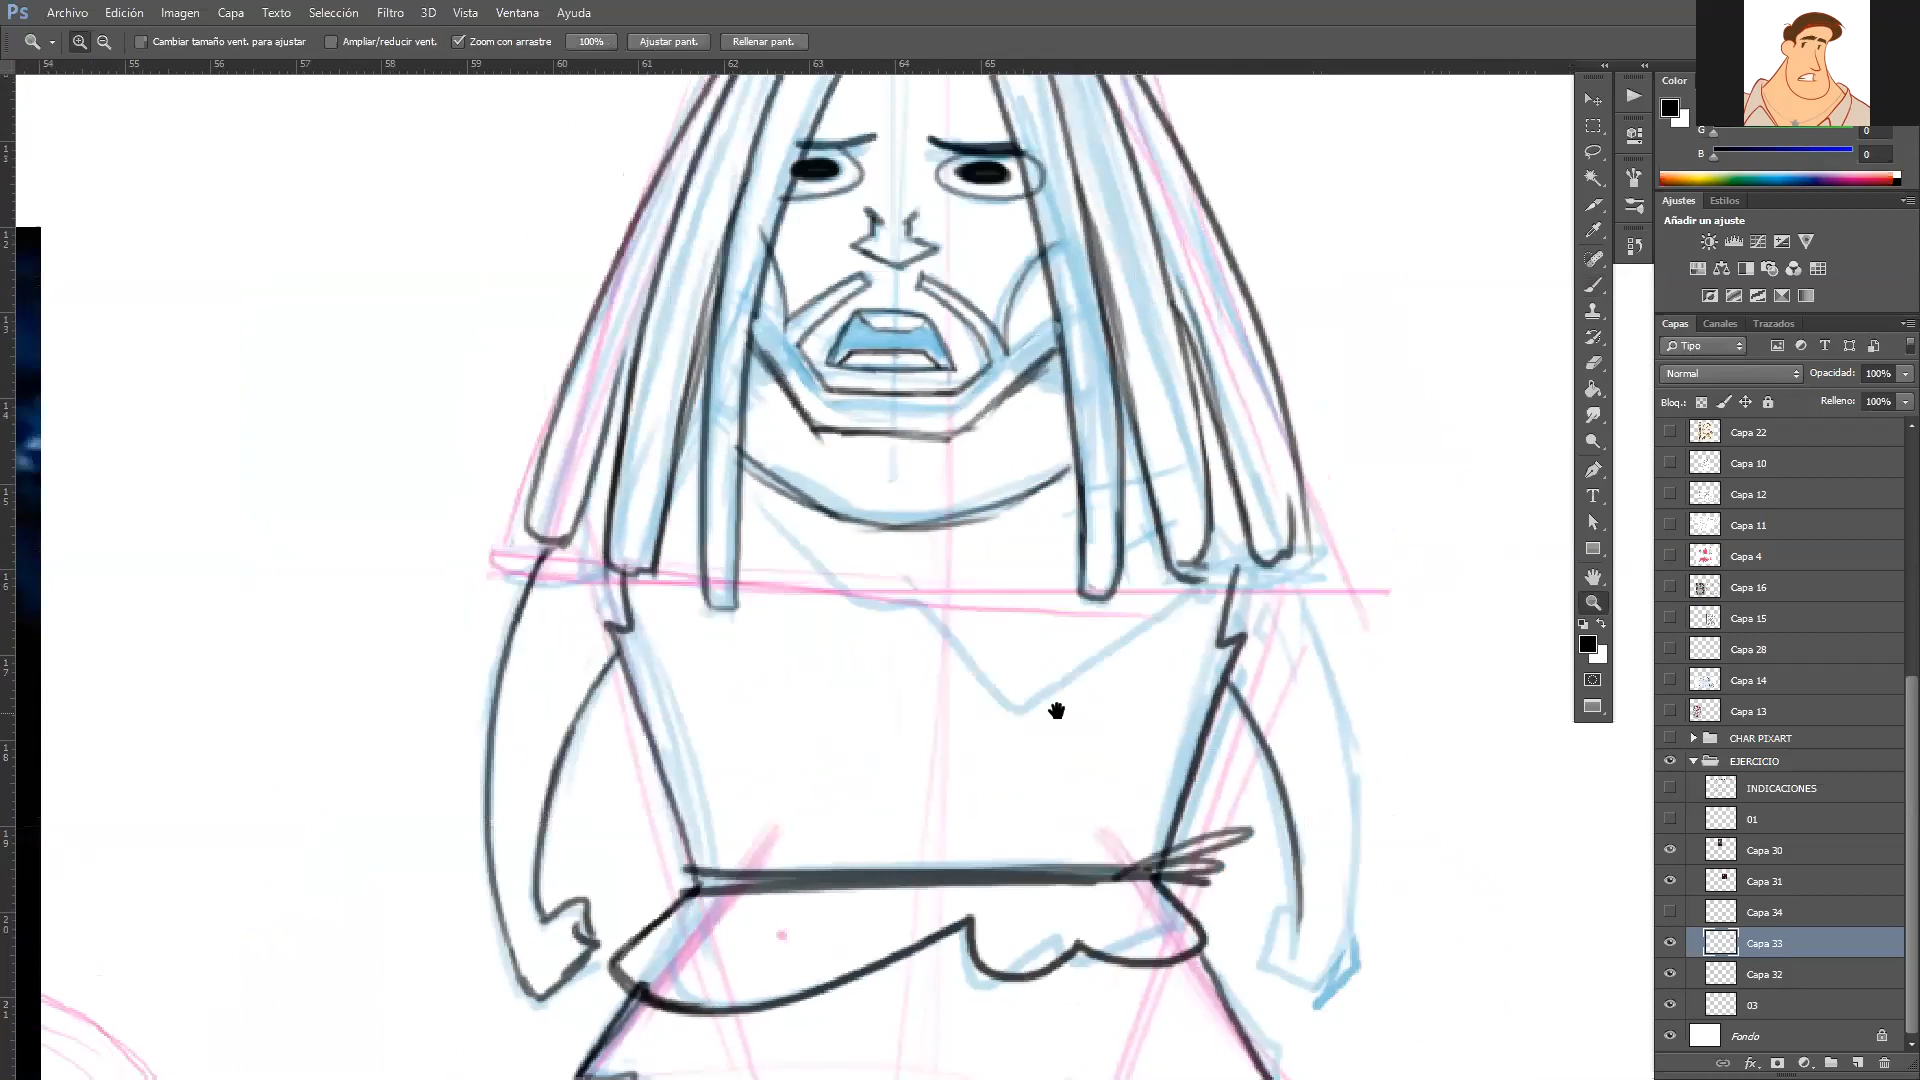 Ps Archivo Edición Imagen Capa Texto Selección Filtro 3D Vista Ventana Ayuda
Cambiar tamaño vent. para ajustar Ampliar/reducir vent. Zoom con arrastre 100% Ajustar pant. Rellenar pant.
54 55 56 57 58 59 60 61 62 63 64 65
Color
G 0
B 0
Ajustes Estilos
Añadir un ajuste
Capas Canales Trazados
Tipo
Normal Opacidad: 100%
Bloq.: Relleno: 100%
Capa 22
Capa 10
Capa 12
Capa 11
Capa 4
Capa 16
Capa 15
Capa 28
Capa 14
Capa 13
CHAR PIXART
EJERCICIO
INDICACIONES
01
Capa 30
Capa 31
Capa 34
Capa 33
Capa 32
03
Fondo